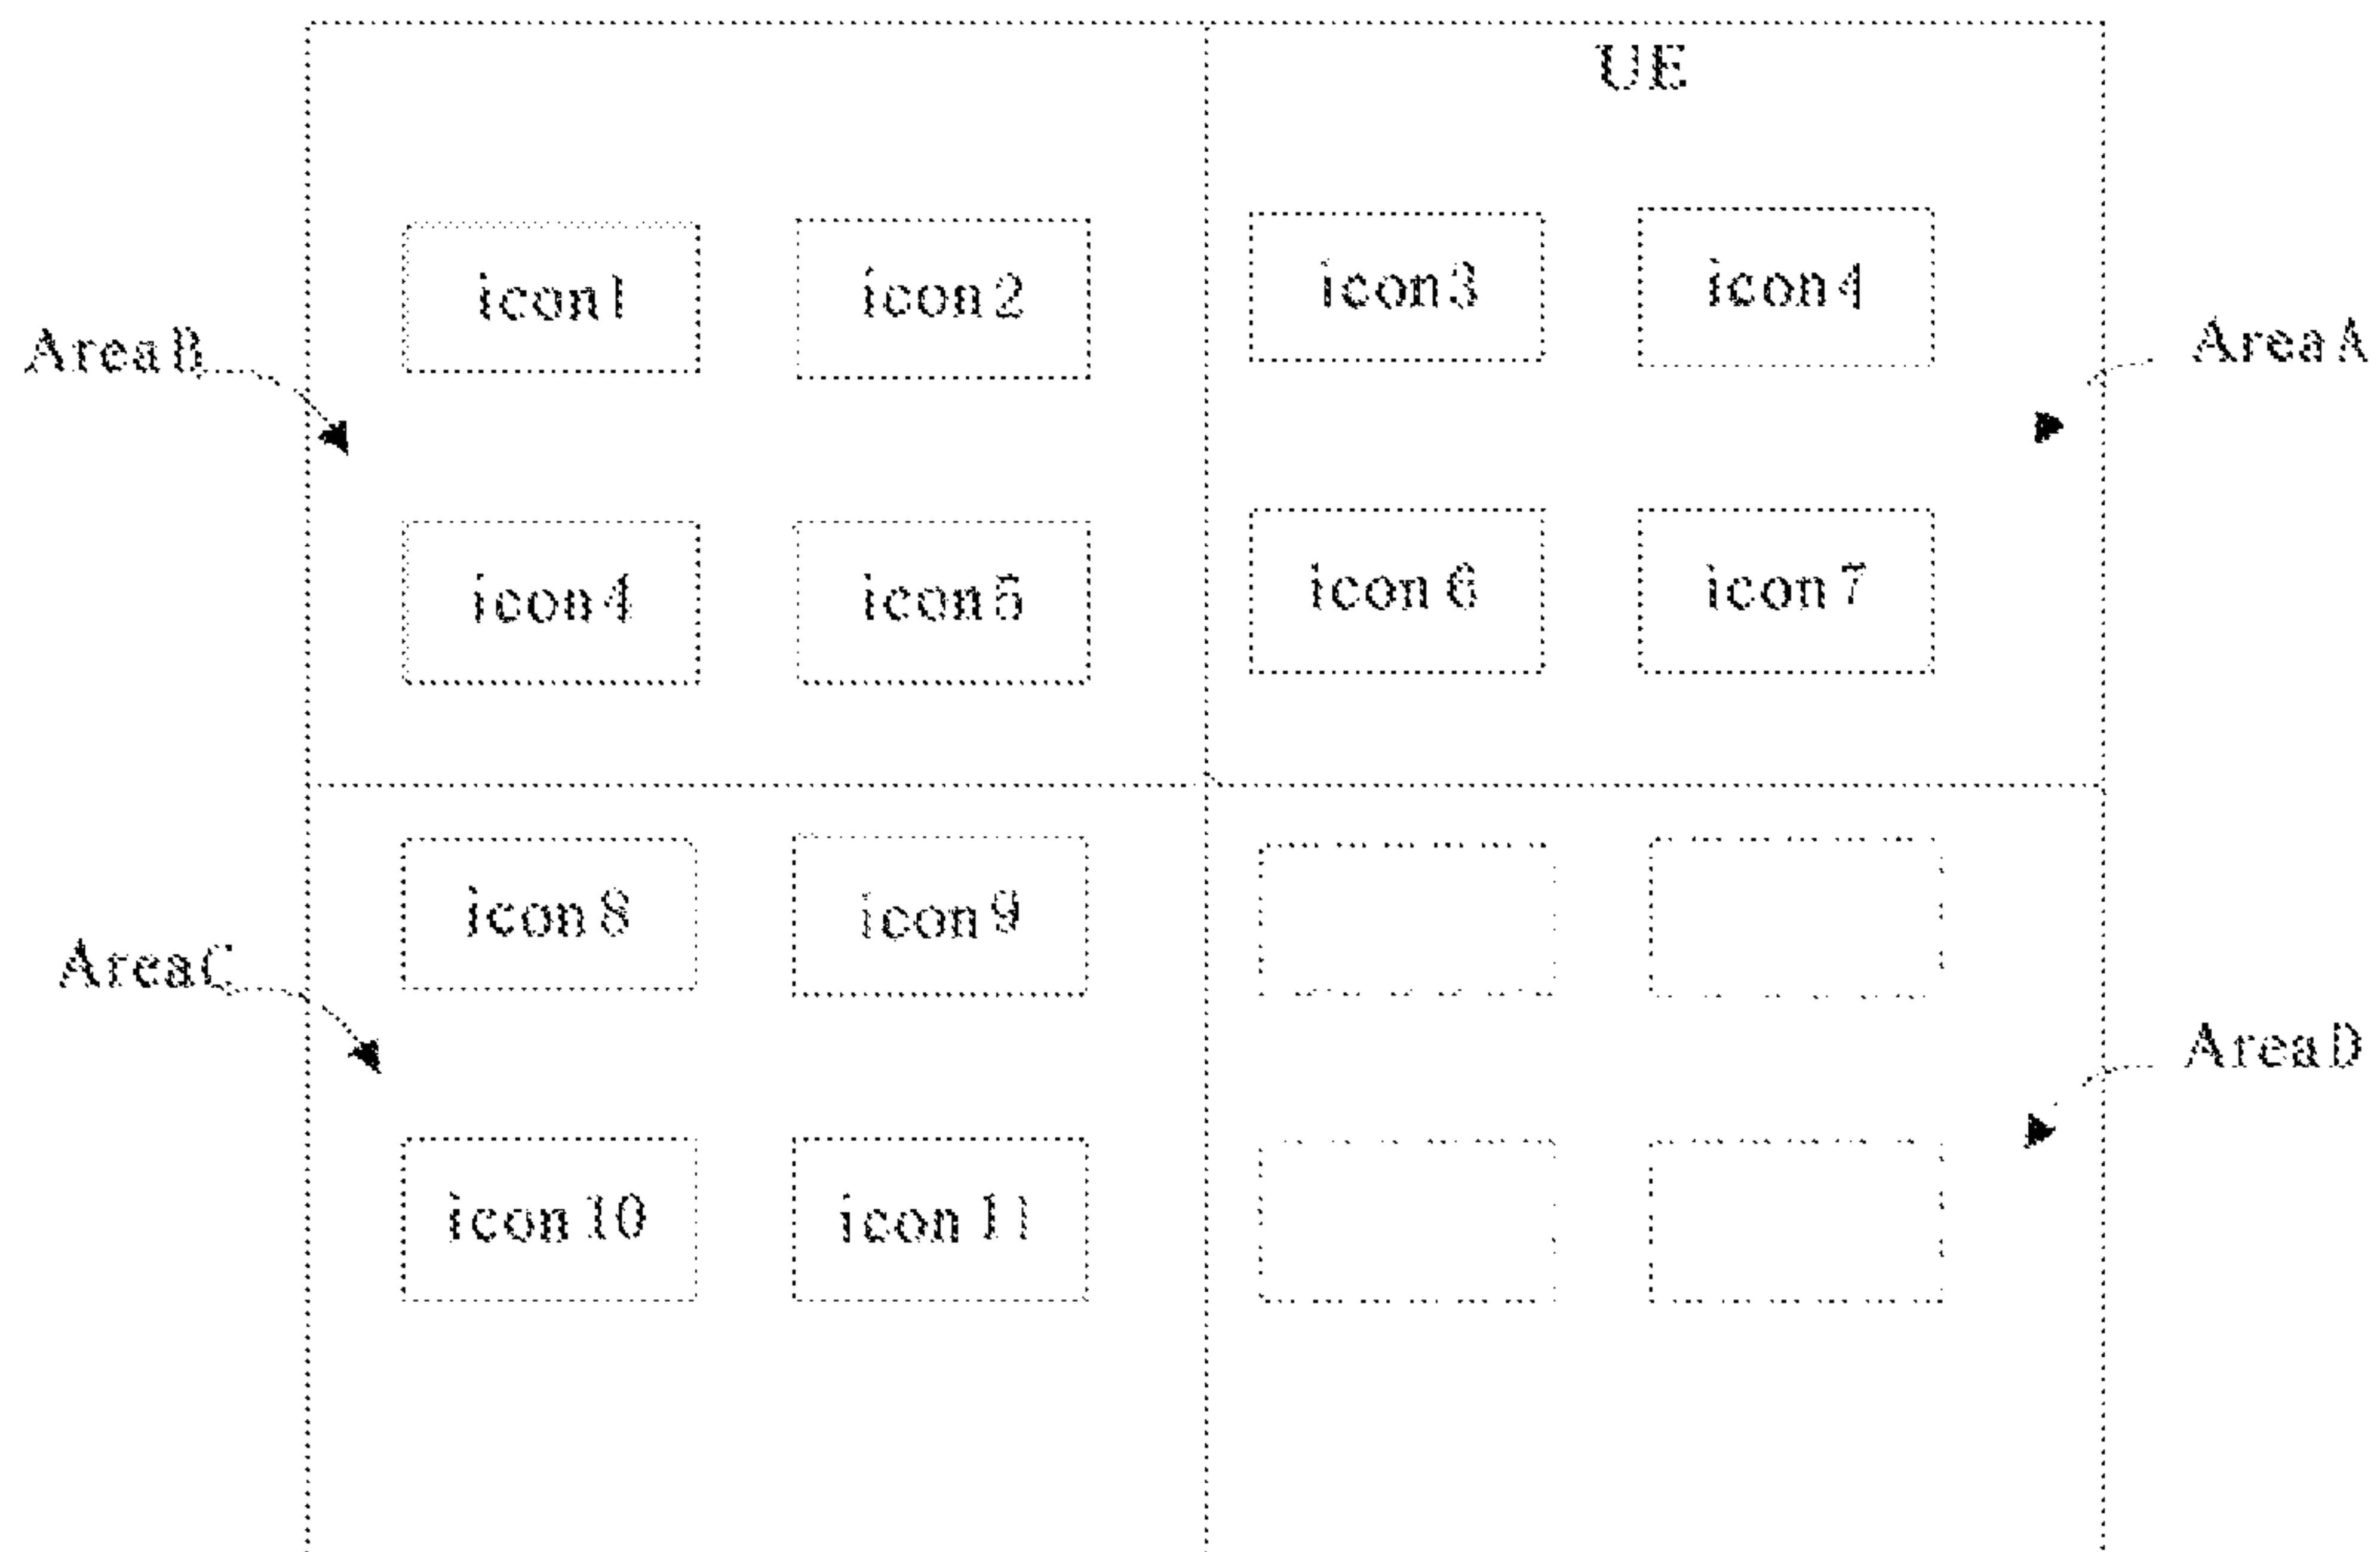 UE
icon1 icon2 icon3 icon4
AreaB AreaA
icon4 icon5 icon6 icon7
icon8 icon9
AreaC
AreaD
icon10 icon11